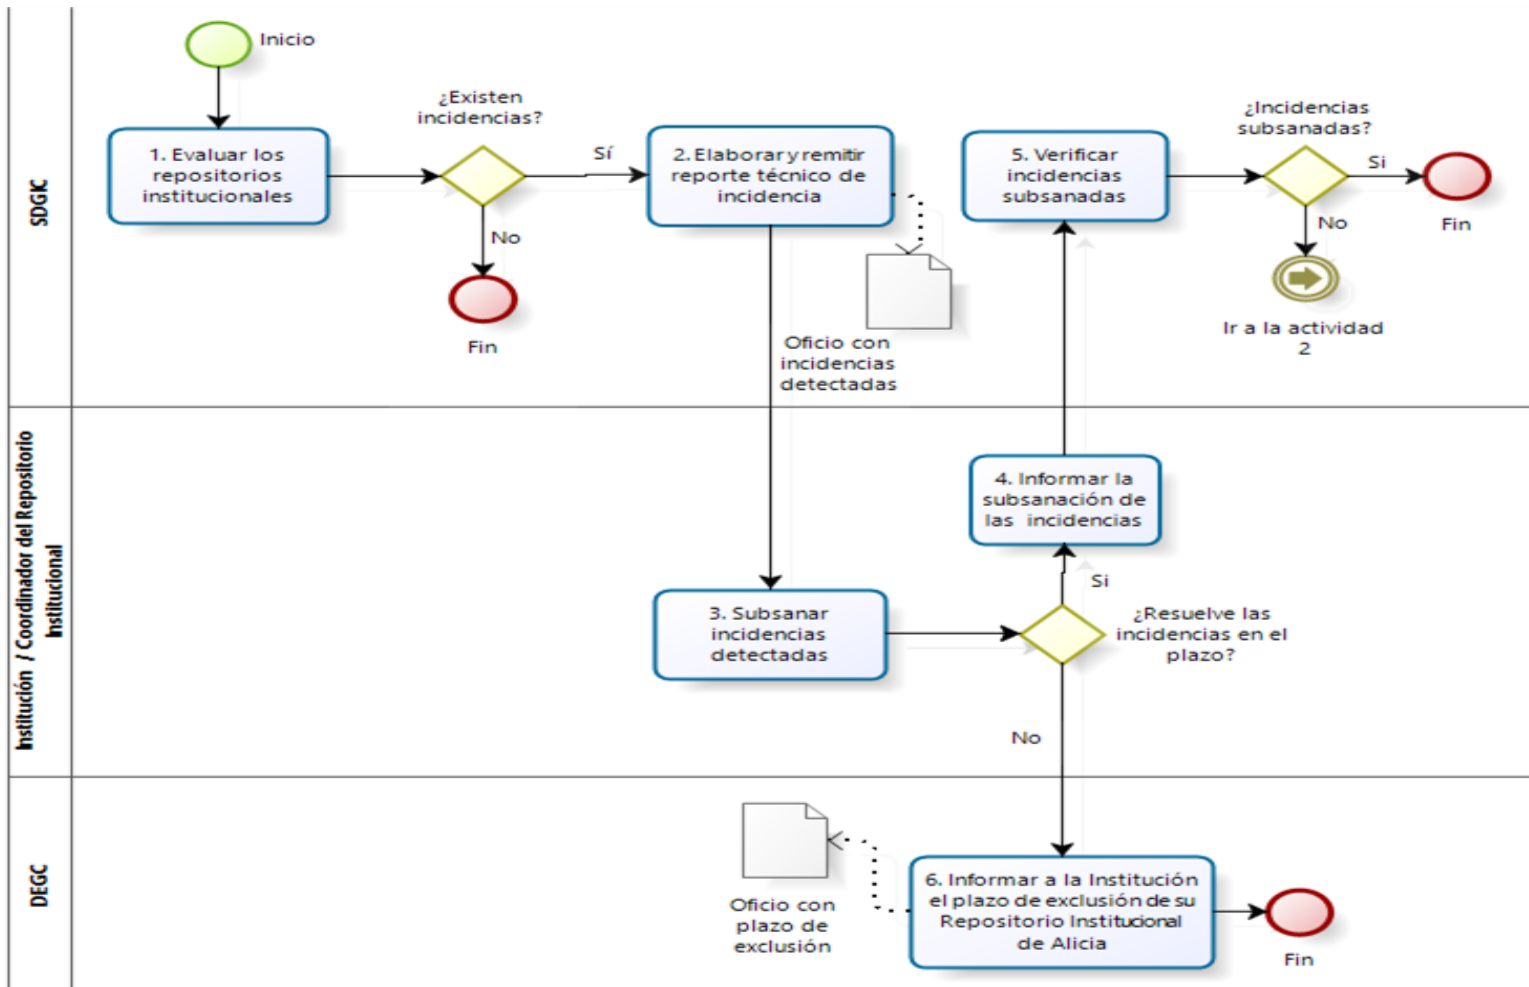 SDGIC
Inicio
1. Evaluar los
repositorios
institucionales
¿Existen
incidencias?
Sí
No
Fin
2. Elaborar y remitir
reporte técnico de
incidencia
Oficio con
incidencias
detectadas
5. Verificar
incidencias
subsanadas
¿Incidencias
subsanadas?
Si
Fin
No
Ir a la actividad
2
Institución / Coordinador del Repositorio
Institucional
4. Informar la
subsanación de
las incidencias
Si
3. Subsanar
incidencias
detectadas
¿Resuelve las
incidencias en el
plazo?
No
DEGC
Oficio con
plazo de
exclusión
6. Informar a la Institución
el plazo de exclusión de su
Repositorio Institucional
de Alicia
Fin